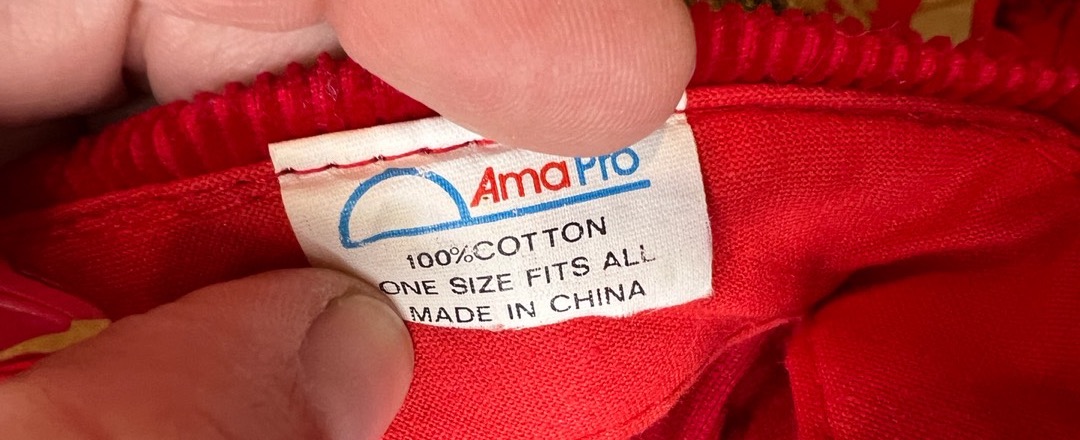 AmaPro
100%COTTON
ONE SIZE FITS ALL
MADE IN CHINA